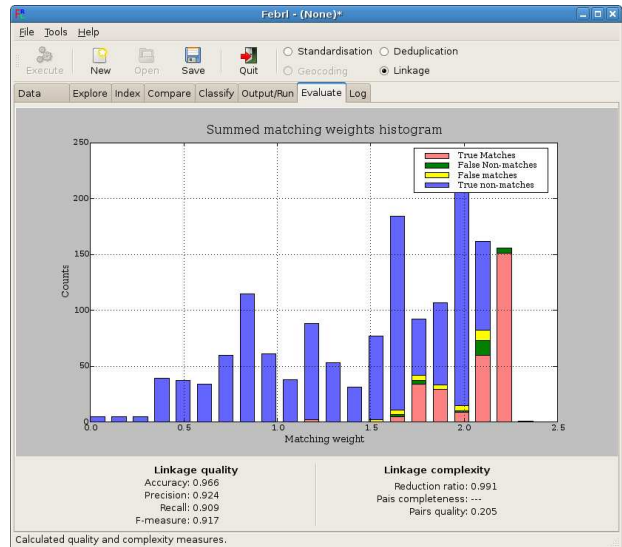 Febrl - (None)*
File Tools Help
Execute New Open Save Quit
Standardisation Deduplication
Geocoding Linkage
Data Explore Index Compare Classify Output/Run Evaluate Log
Summed matching weights histogram
True Matches
False Non-matches
False matches
True non-matches
250
200
150
100
50
0
Counts
0.0 0.5 1.0 1.5 2.0 2.5
Matching weight
Linkage quality
Accuracy: 0.966
Precision: 0.924
Recall: 0.909
F-measure: 0.917
Linkage complexity
Reduction ratio: 0.991
Pais completeness: ---
Pairs quality: 0.205
Calculated quality and complexity measures.